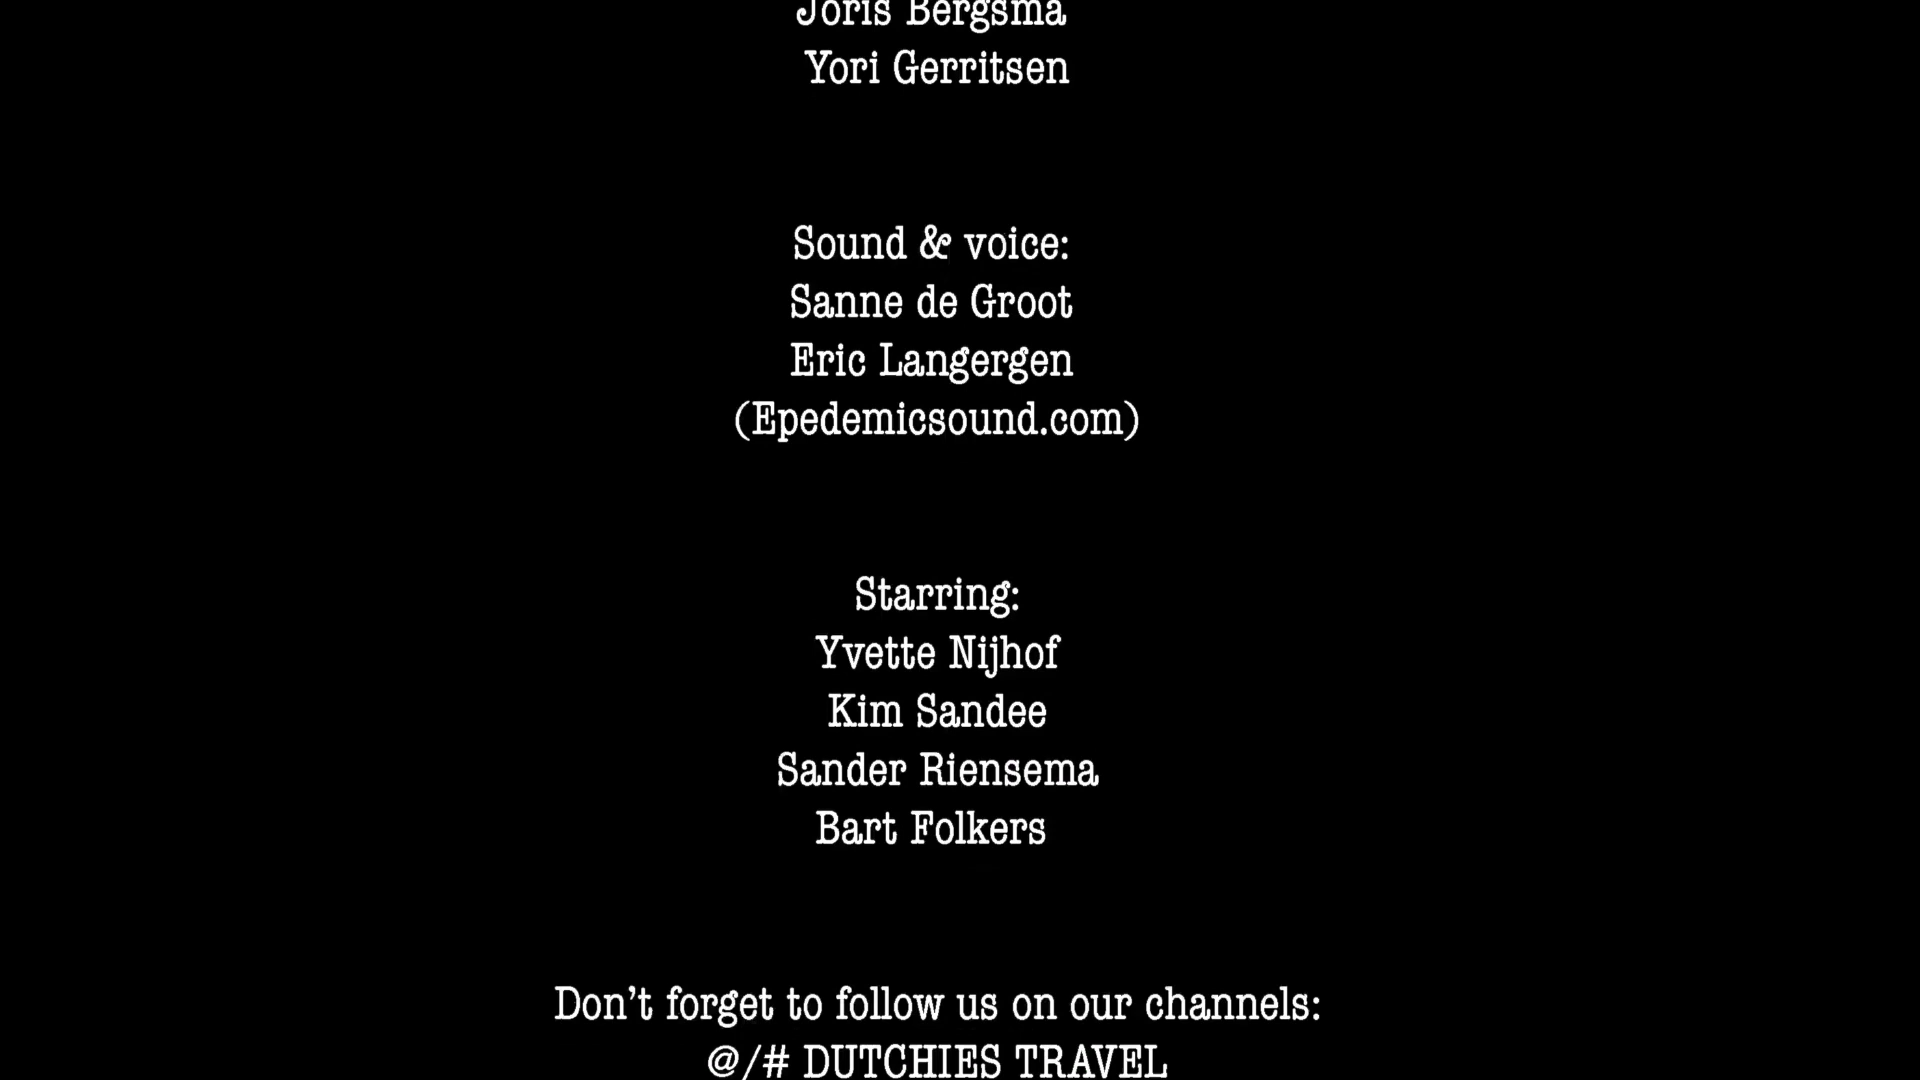 Joris Bergsma
Yori Gerritsen
Sound & voice:
Sanne de Groot
Eric Langergen
(Epedemicsound.com)
Starring:
Yvette Nijhof
Kim Sandee
Sander Riensema
Bart Folkers
Don’t forget to follow us on our channels:
@/# DUTCHIES TRAVEL